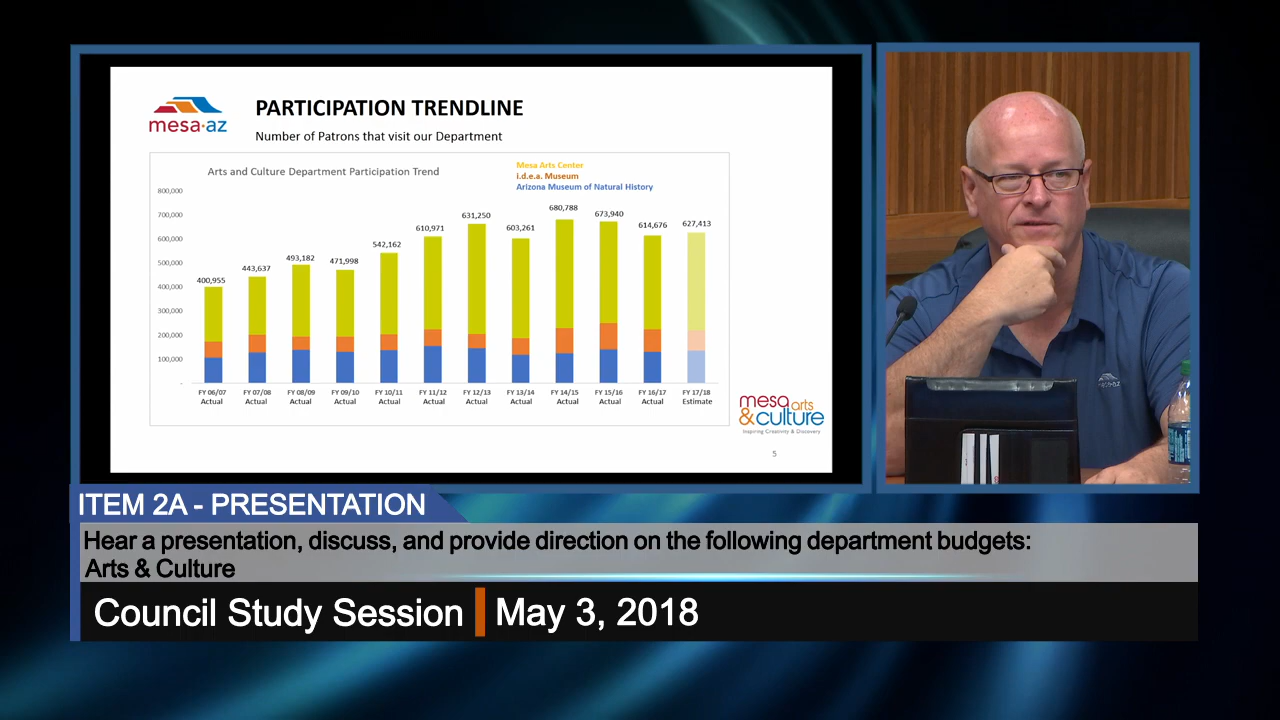 mesa·az
PARTICIPATION TRENDLINE
Number of Patrons that visit our Department
Arts and Culture Department Participation Trend
Mesa Arts Center
i.d.e.a. Museum
Arizona Museum of Natural History
800,000
700,000
600,000
500,000
400,000
300,000
200,000
100,000
-
400,955
443,637
493,182
471,998
542,162
610,971
631,250
603,261
680,788
673,940
614,676
627,413
FY 06/07 FY 07/08 FY 08/09 FY 09/10 FY 10/11 FY 11/12 FY 12/13 FY 13/14 FY 14/15 FY 15/16 FY 16/17 FY 17/18
Actual Actual Actual Actual Actual Actual Actual Actual Actual Actual Actual Estimate
mesa arts
&culture
Inspiring Creativity & Discovery
5
ITEM 2A - PRESENTATION
Hear a presentation, discuss, and provide direction on the following department budgets:
Arts & Culture
Council Study Session May 3, 2018